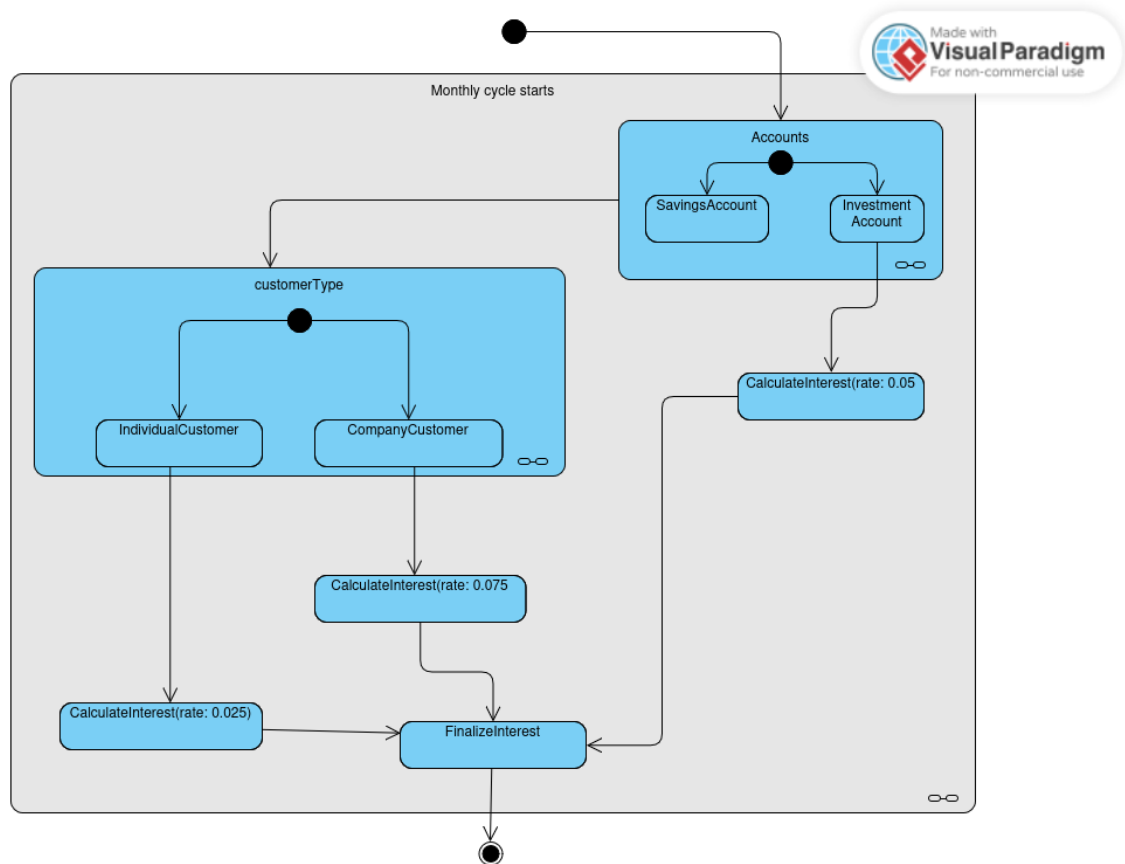 Made with
Visual Paradigm
For non-commercial use
Monthly cycle starts
Accounts
SavingsAccount
Investment
Account
customerType
IndividualCustomer
CompanyCustomer
CalculateInterest(rate: 0.05
CalculateInterest(rate: 0.075
CalculateInterest(rate: 0.025)
FinalizeInterest